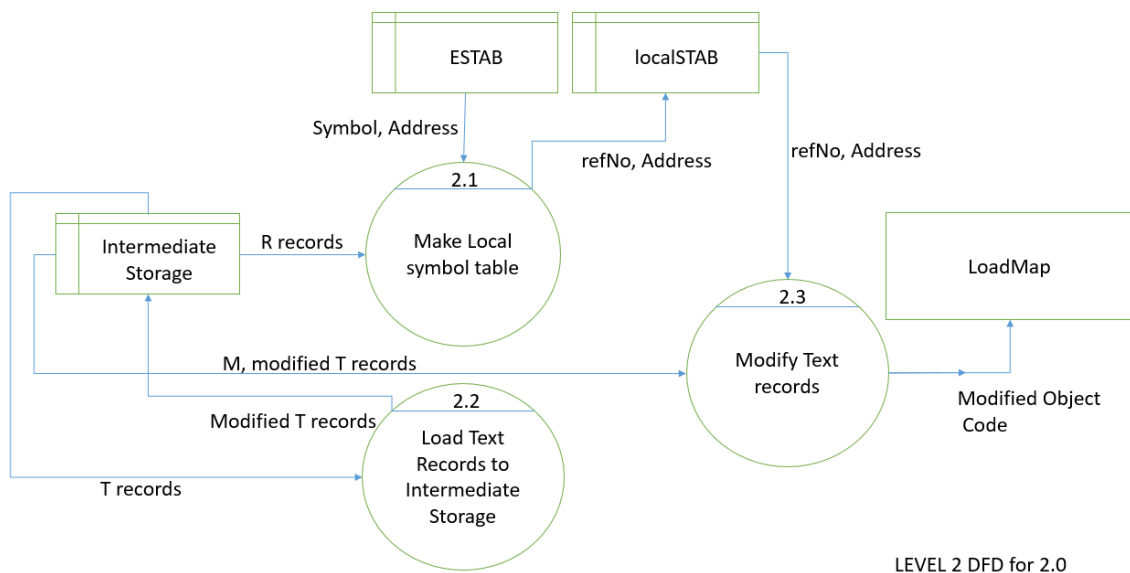 ESTAB
localSTAB
Symbol, Address
refNo, Address
refNo, Address
2.1
Make Local
symbol table
Intermediate
Storage
R records
LoadMap
2.3
Modify Text
records
M, modified T records
Modified T records
2.2
Load Text
Records to
Intermediate
Storage
Modified Object
Code
T records
LEVEL 2 DFD for 2.0